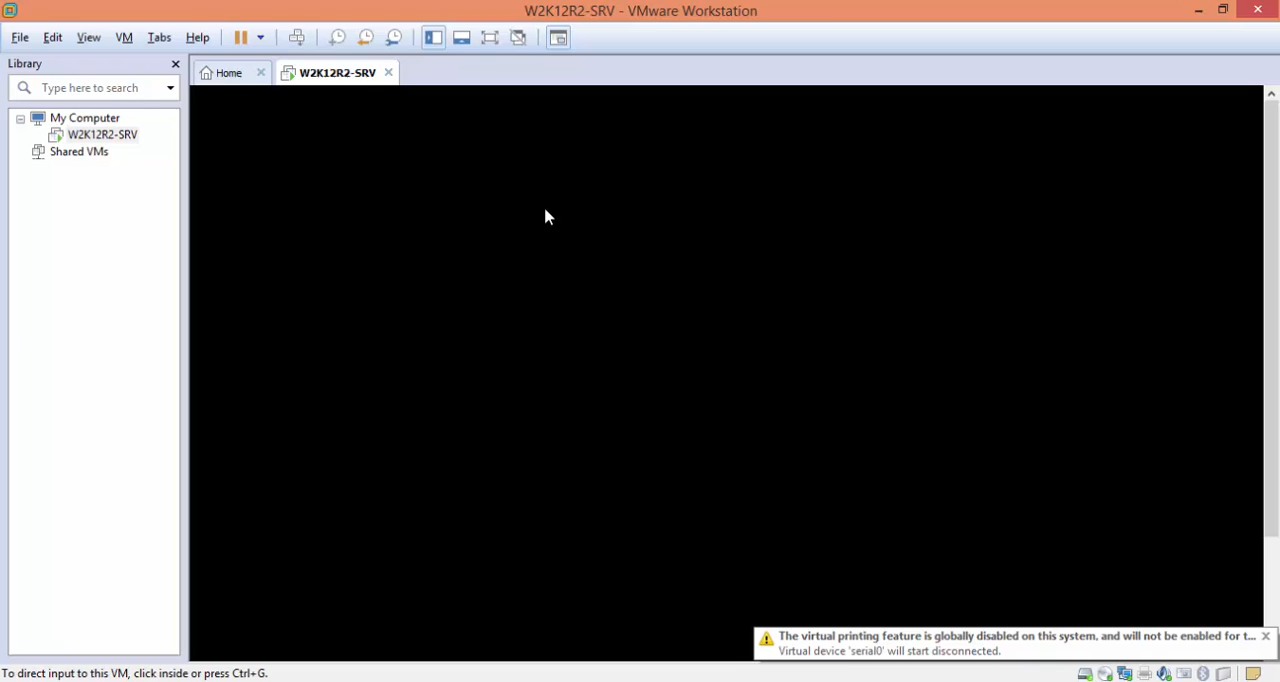 W2K12R2-SRV - VMware Workstation
File Edit View VM Tabs Help
Library
Type here to search
Home
W2K12R2-SRV
My Computer
W2K12R2-SRV
Shared VMs
The virtual printing feature is globally disabled on this system, and will not be enabled for t...
Virtual device 'serial0' will start disconnected.
To direct input to this VM, click inside or press Ctrl+G.